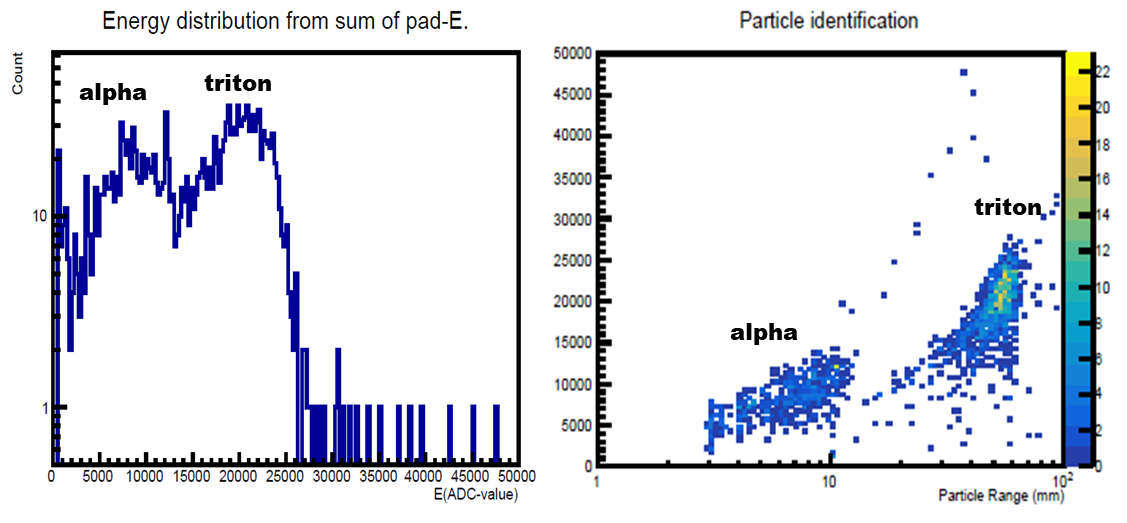 Energy distribution from sum of pad-E.
Count
alpha
triton
10
1
0 5000 10000 15000 20000 25000 30000 35000 40000 45000 50000
E(ADC-value)
Particle identification
50000
45000
40000
35000
30000
25000
20000
15000
10000
5000
0
triton
alpha
1 10 10²
Particle Range (mm)
22
20
18
16
14
12
10
8
6
4
2
0